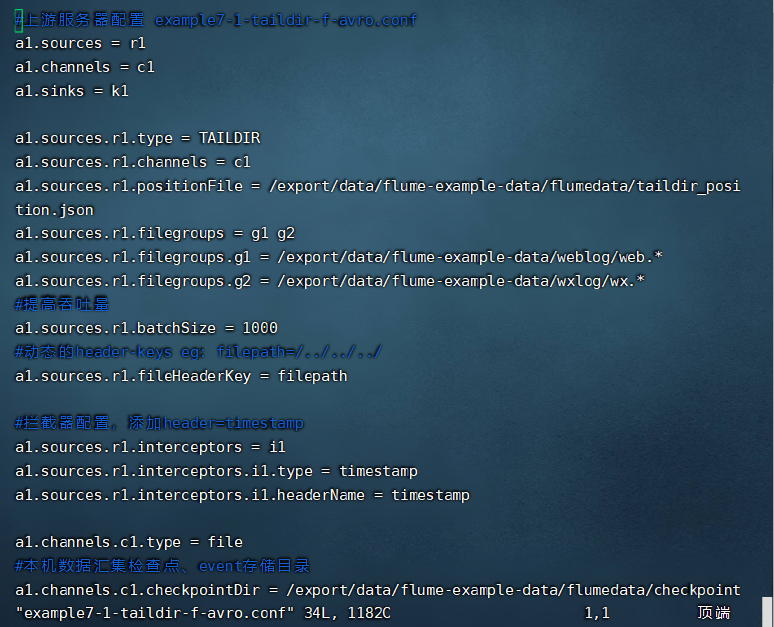 #上游服务器配置 example7-1-taildir-f-avro.conf
a1.sources = r1
a1.channels = c1
a1.sinks = k1
a1.sources.r1.type = TAILDIR
a1.sources.r1.channels = c1
a1.sources.r1.positionFile = /export/data/flume-example-data/flumedata/taildir_posi
tion.json
a1.sources.r1.filegroups = g1 g2
a1.sources.r1.filegroups.g1 = /export/data/flume-example-data/weblog/web.*
a1.sources.r1.filegroups.g2 = /export/data/flume-example-data/wxlog/wx.*
#提高吞吐量
a1.sources.r1.batchSize = 1000
#动态的header-keys eg: filepath=/../../../
a1.sources.r1.fileHeaderKey = filepath
#拦截器配置, 添加header=timestamp
a1.sources.r1.interceptors = i1
a1.sources.r1.interceptors.i1.type = timestamp
a1.sources.r1.interceptors.i1.headerName = timestamp
a1.channels.c1.type = file
#本机数据汇集检查点、event存储目录
a1.channels.c1.checkpointDir = /export/data/flume-example-data/flumedata/checkpoint
"example7-1-taildir-f-avro.conf" 34L, 1182C 1,1 顶端